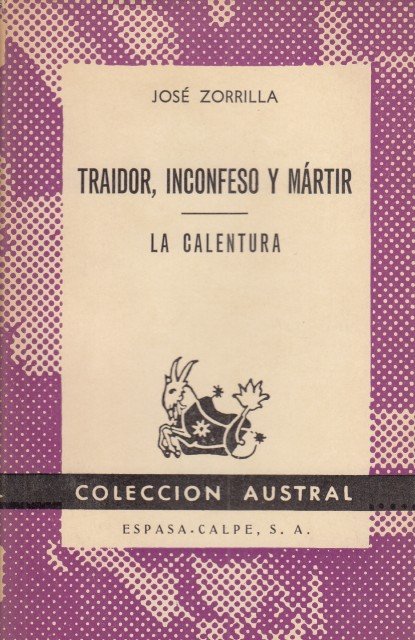 JOSÉ ZORRILLA
TRAIDOR, INCONFESO Y MÁRTIR
LA CALENTURA
COLECCION AUSTRAL
ESPASA-CALPE, S. A.